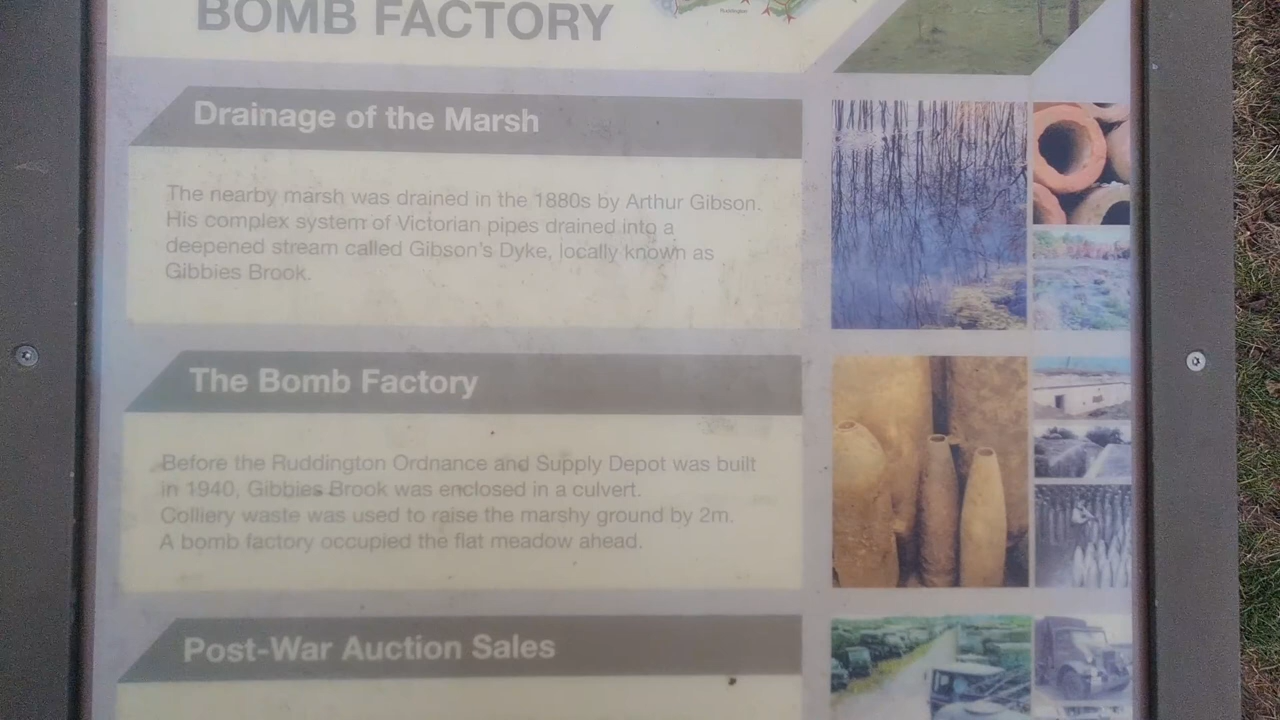 BOMB FACTORY
Ruddington
Drainage of the Marsh
The nearby marsh was drained in the 1880s by Arthur Gibson.
His complex system of Victorian pipes drained into a
deepened stream called Gibson's Dyke, locally known as
Gibbies Brook.
The Bomb Factory
Before the Ruddington Ordnance and Supply Depot was built
in 1940, Gibbies Brook was enclosed in a culvert.
Colliery waste was used to raise the marshy ground by 2m.
A bomb factory occupied the flat meadow ahead.
Post-War Auction Sales